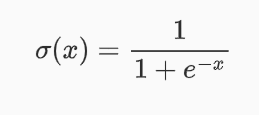 σ(x) = 1 / (1 + e⁻ˣ)